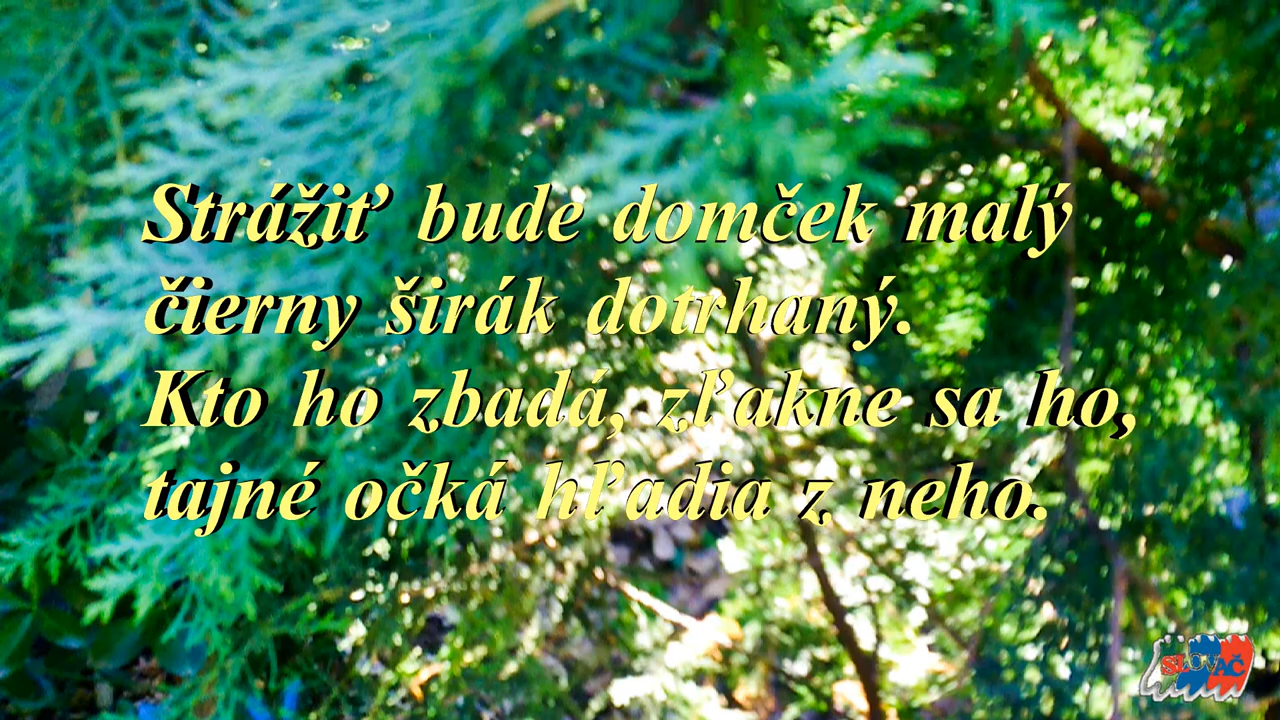 Strážiť bude domček malý
čierny širák dotrhaný.
Kto ho zbadá, zľakne sa ho,
tajné očká hľadia z neho.
SLOVAČ